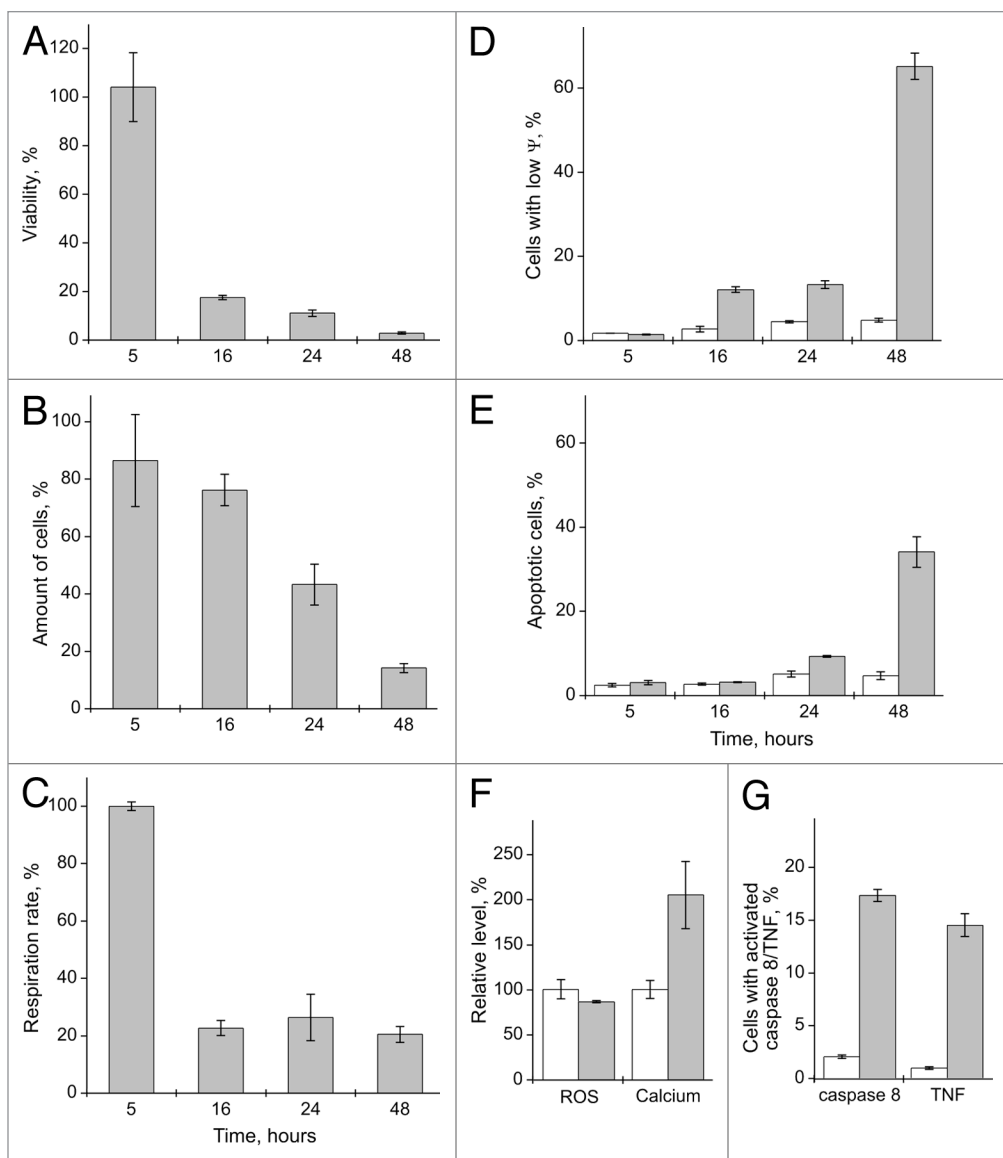 A
Viability, %
120
100
80
60
40
20
0
5 16 24 48
B
Amount of cells, %
100
80
60
40
20
0
5 16 24 48
C
Respiration rate, %
100
80
60
40
20
0
5 16 24 48
Time, hours
D
Cells with low Ψ, %
60
40
20
0
5 16 24 48
E
Apoptotic cells, %
60
40
20
0
5 16 24 48
Time, hours
F
Relative level, %
250
200
150
100
50
0
ROS Calcium
G
Cells with activated
caspase 8/TNF, %
20
15
10
5
0
caspase 8 TNF